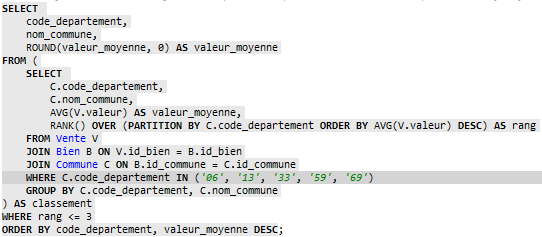 SELECT
    code_departement,
    nom_commune,
    ROUND(valeur_moyenne, 0) AS valeur_moyenne
FROM (
    SELECT
        C.code_departement,
        C.nom_commune,
        AVG(V.valeur) AS valeur_moyenne,
        RANK() OVER (PARTITION BY C.code_departement ORDER BY AVG(V.valeur) DESC) AS rang
    FROM Vente V
    JOIN Bien B ON V.id_bien = B.id_bien
    JOIN Commune C ON B.id_commune = C.id_commune
    WHERE C.code_departement IN ('06', '13', '33', '59', '69')
    GROUP BY C.code_departement, C.nom_commune
) AS classement
WHERE rang <= 3
ORDER BY code_departement, valeur_moyenne DESC;